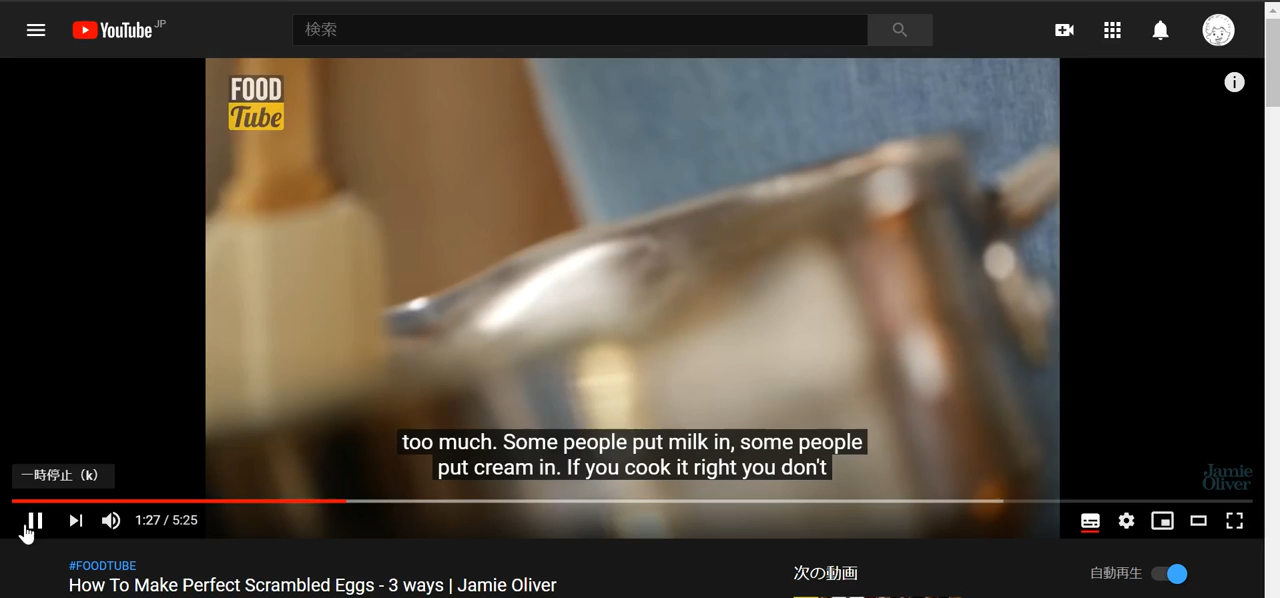 YouTube JP
検索
FOOD
Tube
too much. Some people put milk in, some people
put cream in. If you cook it right you don't
一時停止 (k)
Jamie
Oliver
1:27 / 5:25
#FOODTUBE
How To Make Perfect Scrambled Eggs - 3 ways | Jamie Oliver
次の動画
自動再生